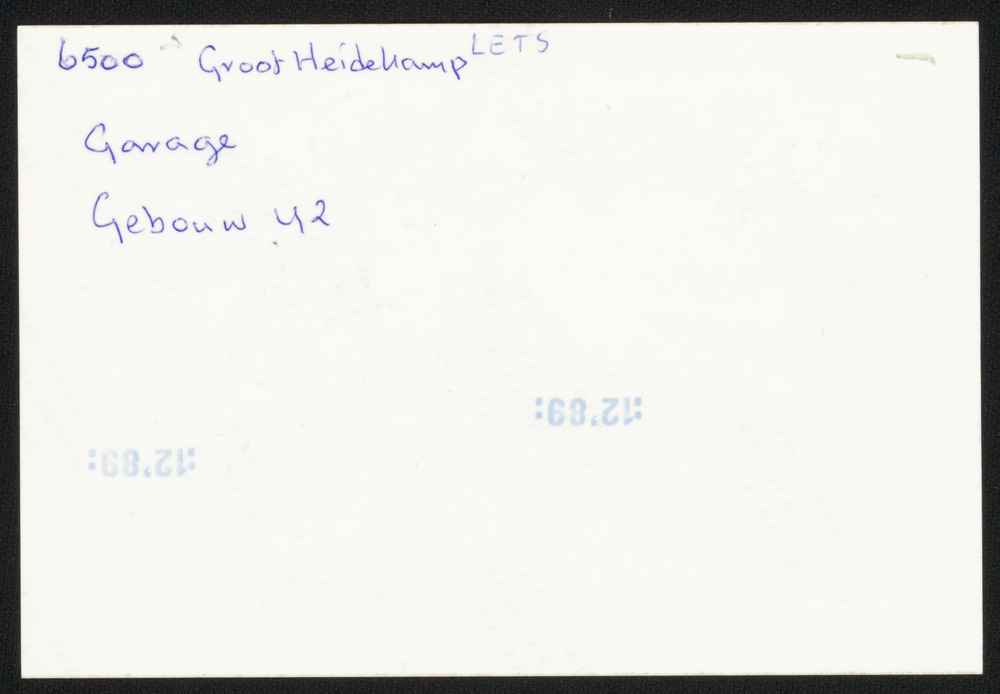 6500 Groot Heidekamp LETS
Garage
Gebouw 42
:12'89:
:12'89: